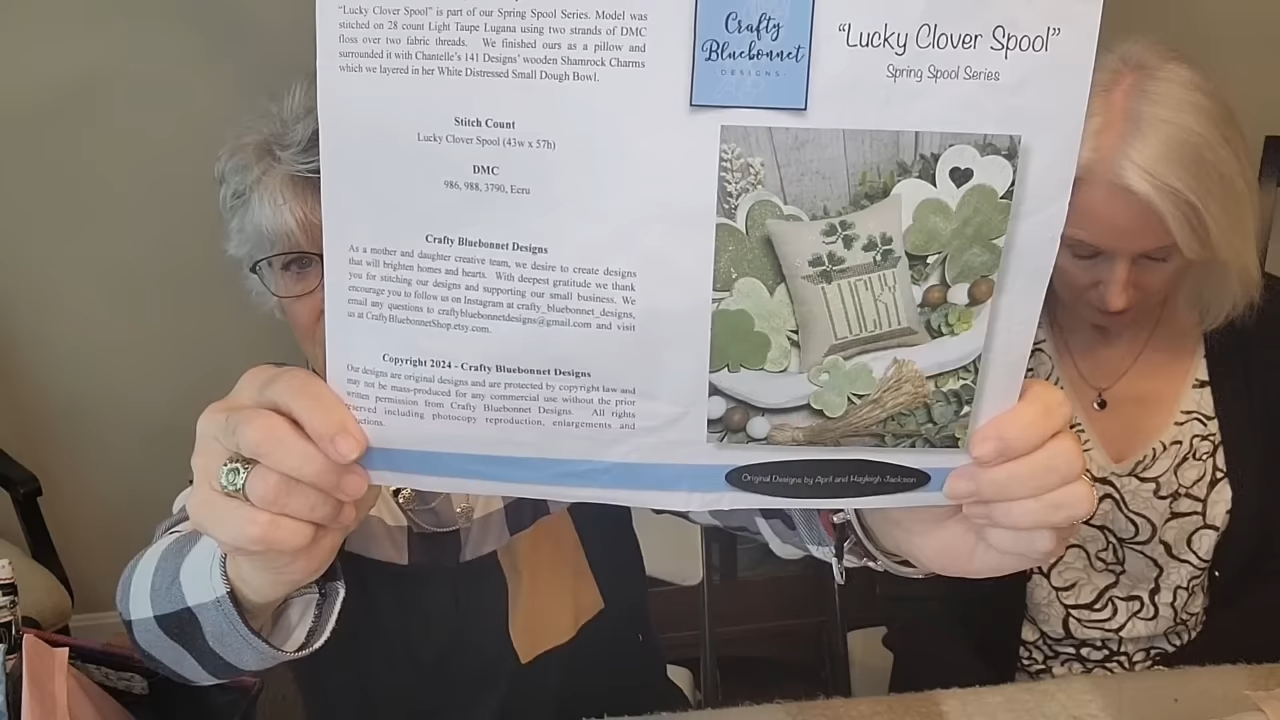 "Lucky Clover Spool" is part of our Spring Spool Series. Model was
stitched on 28 count Light Taupe Lugana using two strands of DMC
floss over two fabric threads. We finished ours as a pillow and
surrounded it with Chantelle's 141 Designs' wooden Shamrock Charms
which we layered in her White Distressed Small Dough Bowl.
Stitch Count
Lucky Clover Spool (43w x 57h)
DMC
986, 988, 3790, Ecru
Crafty Bluebonnet Designs
As a mother and daughter creative team, we desire to create designs
that will brighten homes and hearts. With deepest gratitude we thank
you for stitching our designs and supporting our small business. We
encourage you to follow us on Instagram at crafty_bluebonnet_designs,
email any questions to craftybluebonnetdesigns@gmail.com and visit
us at CraftyBluebonnetShop.etsy.com.
Copyright 2024 - Crafty Bluebonnet Designs
Our designs are original designs and are protected by copyright law and
may not be mass-produced for any commercial use without the prior
written permission from Crafty Bluebonnet Designs. All rights
reserved including photocopy reproduction, enlargements and
Crafty
Bluebonnet
·DESIGNS·
"Lucky Clover Spool"
Spring Spool Series
LUCKY
Original Designs by April and Hayleigh Jackson